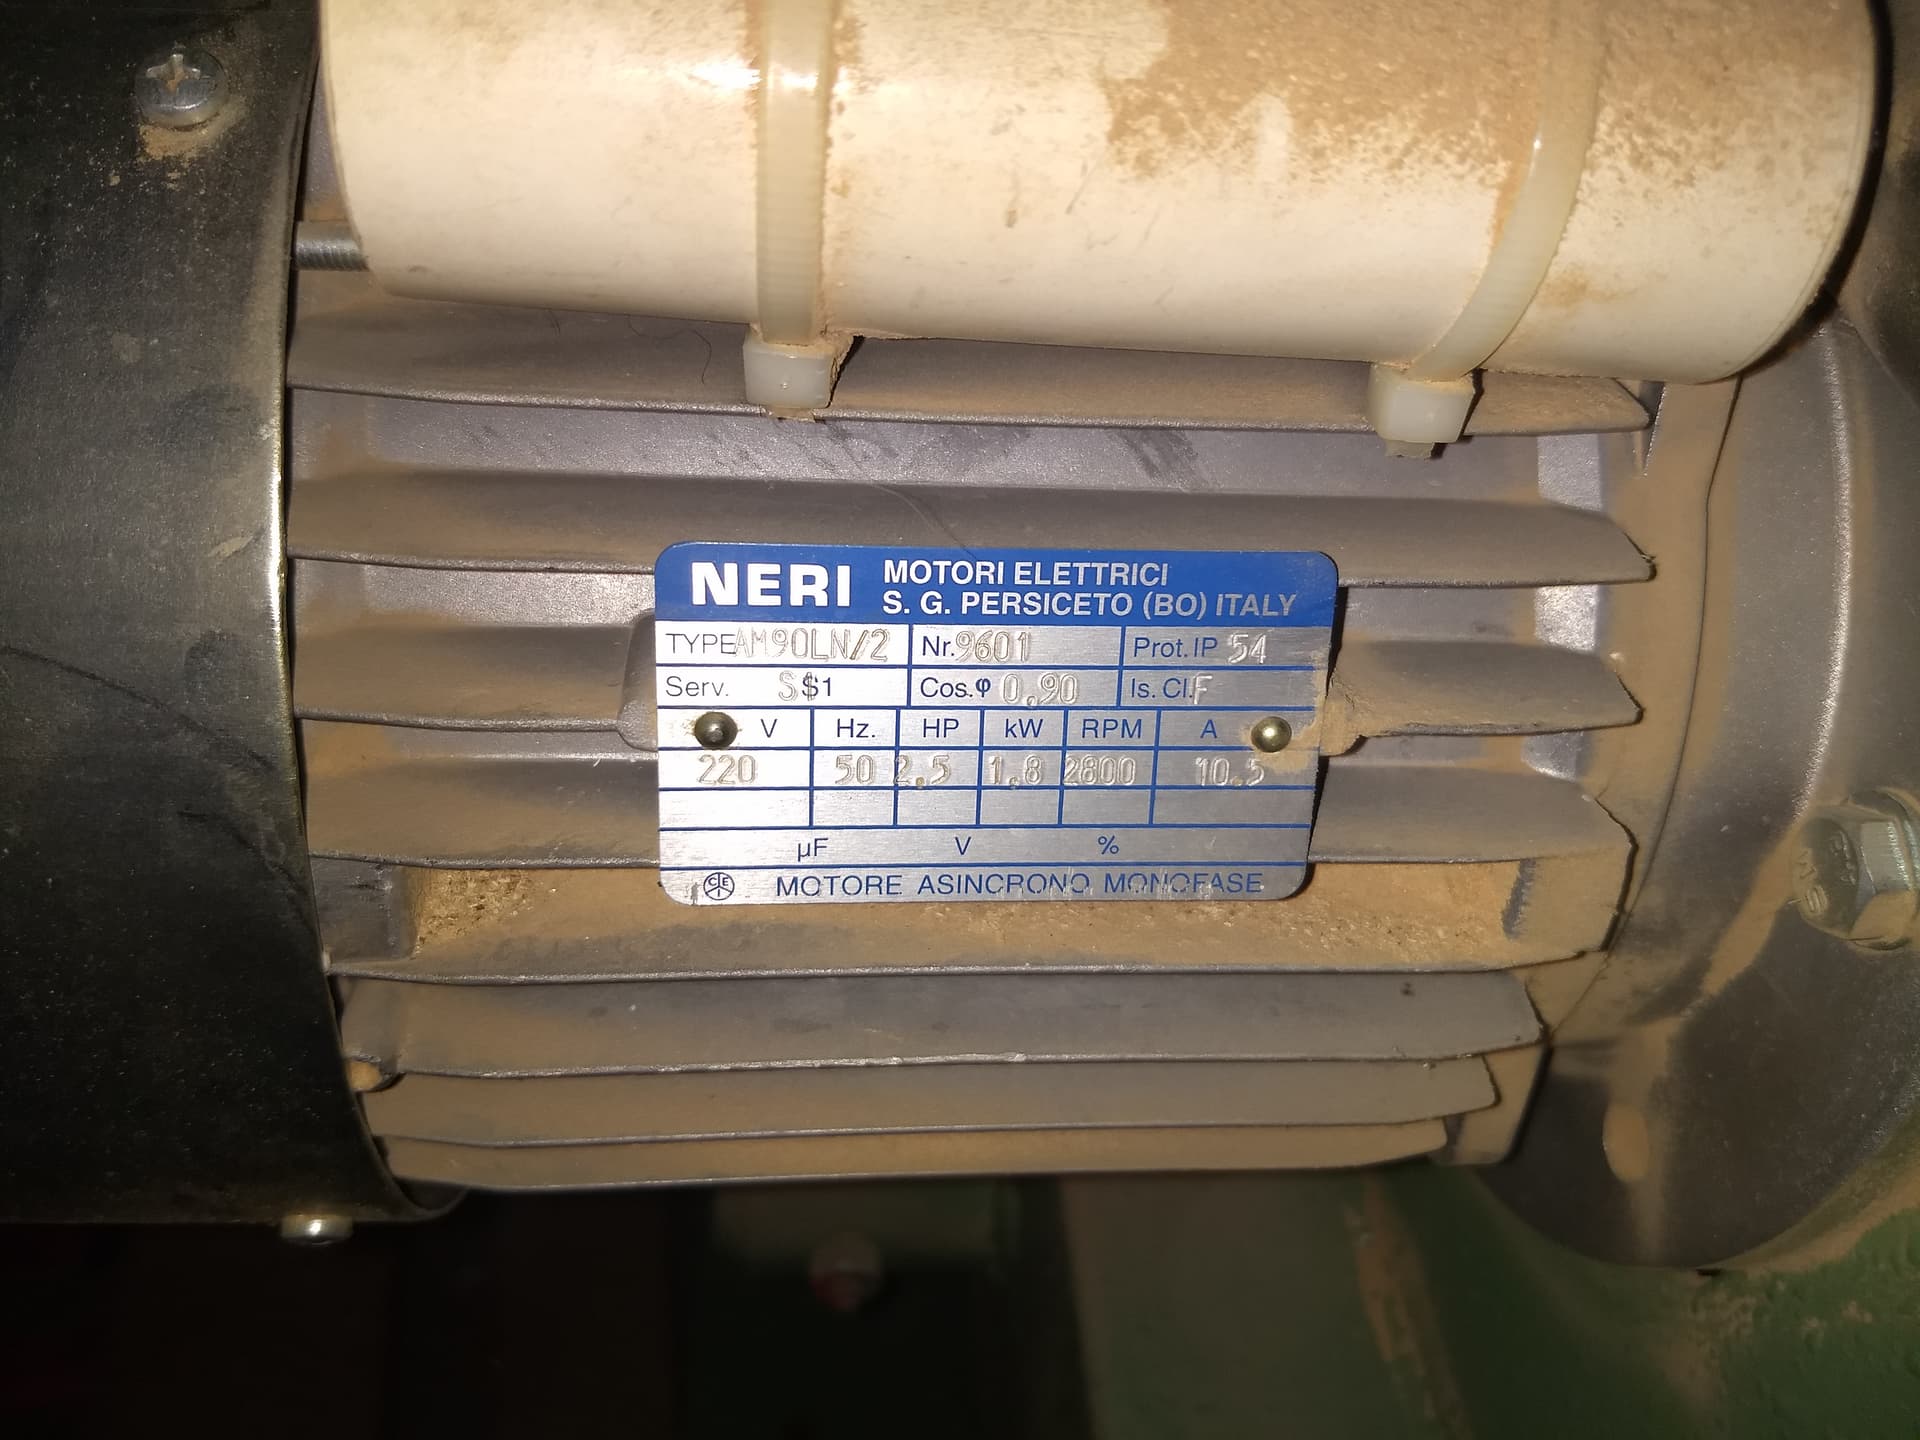 NERI MOTORI ELETTRICI
S. G. PERSICETO (BO) ITALY
TYPE AM90LN/2 Nr. 9601 Prot. IP 54
Serv. S1 Cos. φ 0,90 Is. Cl. F
V Hz. HP kW RPM A
220 50 2.5 1.8 2800 10.5
µF V %
MOTORE ASINCRONO MONOFASE